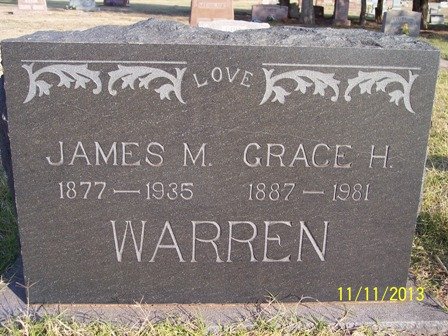 LOVE
JAMES M. GRACE H.
1877—1935 1887—1981
WARREN
11/11/2013